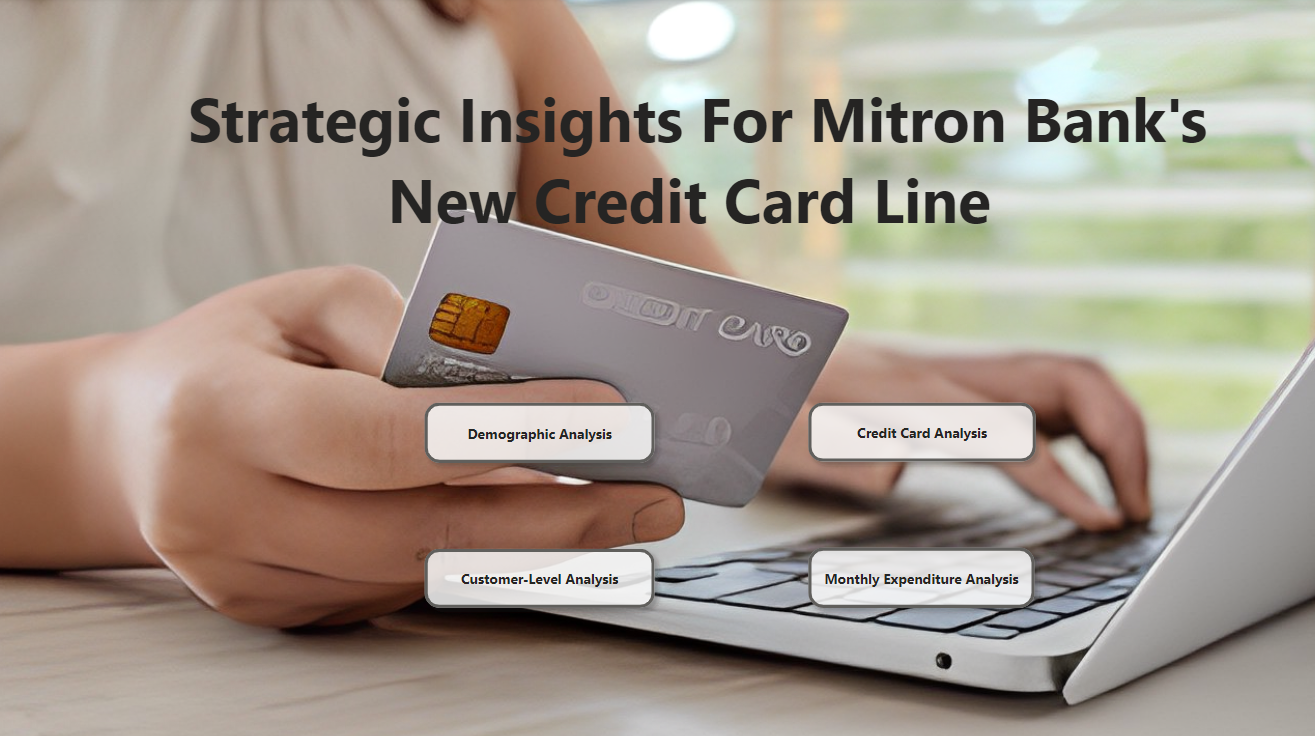 Strategic Insights For Mitron Bank's
New Credit Card Line
CARD
Demographic Analysis
Credit Card Analysis
Customer-Level Analysis
Monthly Expenditure Analysis